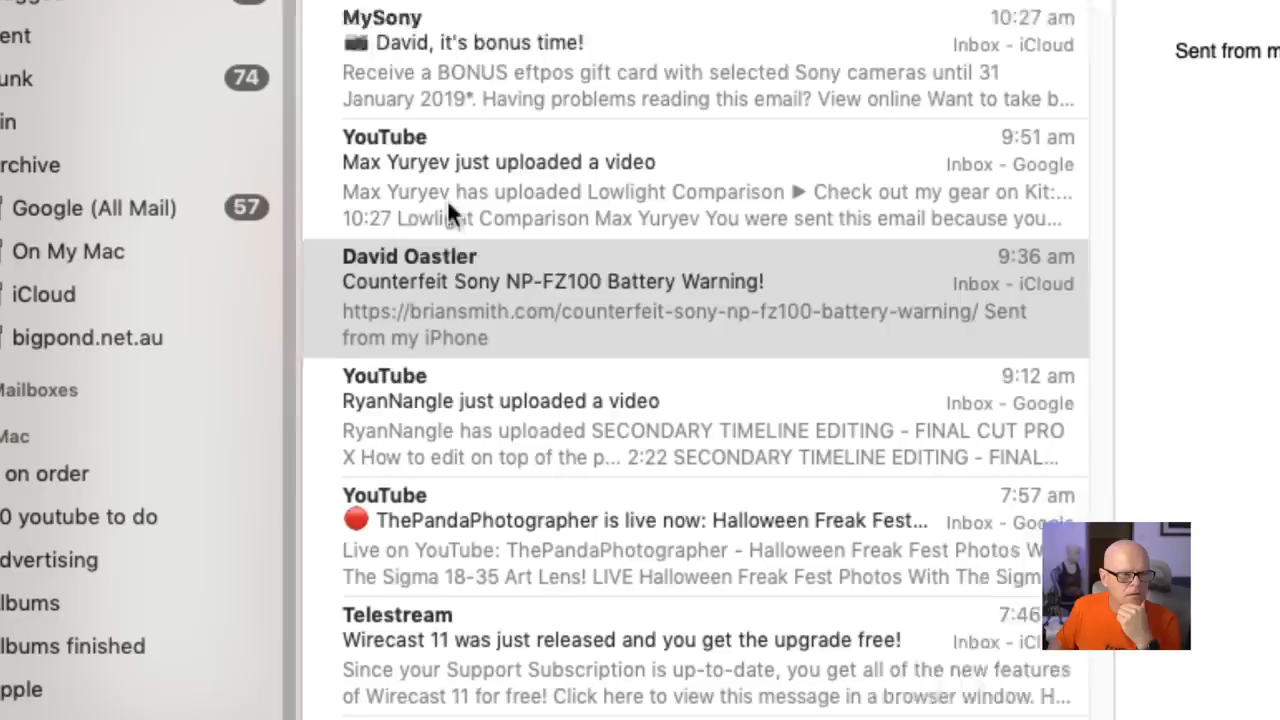 ent
unk 74
in
rchive
Google (All Mail) 57
On My Mac
iCloud
bigpond.net.au
Mailboxes
Mac
on order
0 youtube to do
dvertising
lbums
lbums finished
pple
MySony 10:27 am
David, it's bonus time! Inbox - iCloud
Receive a BONUS eftpos gift card with selected Sony cameras until 31
January 2019*. Having problems reading this email? View online Want to take b...
YouTube 9:51 am
Max Yuryev just uploaded a video Inbox - Google
Max Yuryev has uploaded Lowlight Comparison ► Check out my gear on Kit:...
10:27 Lowlight Comparison Max Yuryev You were sent this email because you...
David Oastler 9:36 am
Counterfeit Sony NP-FZ100 Battery Warning! Inbox - iCloud
https://briansmith.com/counterfeit-sony-np-fz100-battery-warning/ Sent
from my iPhone
YouTube 9:12 am
RyanNangle just uploaded a video Inbox - Google
RyanNangle has uploaded SECONDARY TIMELINE EDITING - FINAL CUT PRO
X How to edit on top of the p... 2:22 SECONDARY TIMELINE EDITING - FINAL...
YouTube 7:57 am
ThePandaPhotographer is live now: Halloween Freak Fest... Inbox - Google
Live on YouTube: ThePandaPhotographer - Halloween Freak Fest Photos W
The Sigma 18-35 Art Lens! LIVE Halloween Freak Fest Photos With The Sigm
Telestream 7:46
Wirecast 11 was just released and you get the upgrade free! Inbox - iCl
Since your Support Subscription is up-to-date, you get all of the new features
of Wirecast 11 for free! Click here to view this message in a browser window. H...
Sent from m